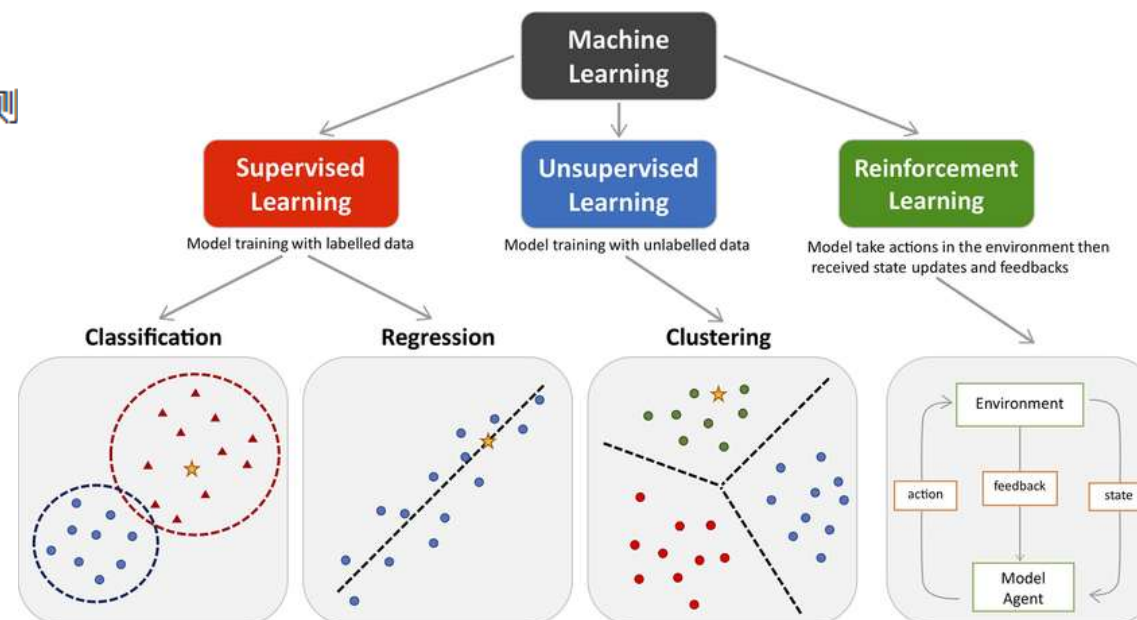 Machine
Learning
Supervised
Learning
Unsupervised
Learning
Reinforcement
Learning
Model training with labelled data
Model training with unlabelled data
Model take actions in the environment then
received state updates and feedbacks
Classification
Regression
Clustering
Environment
action
feedback
state
Model
Agent